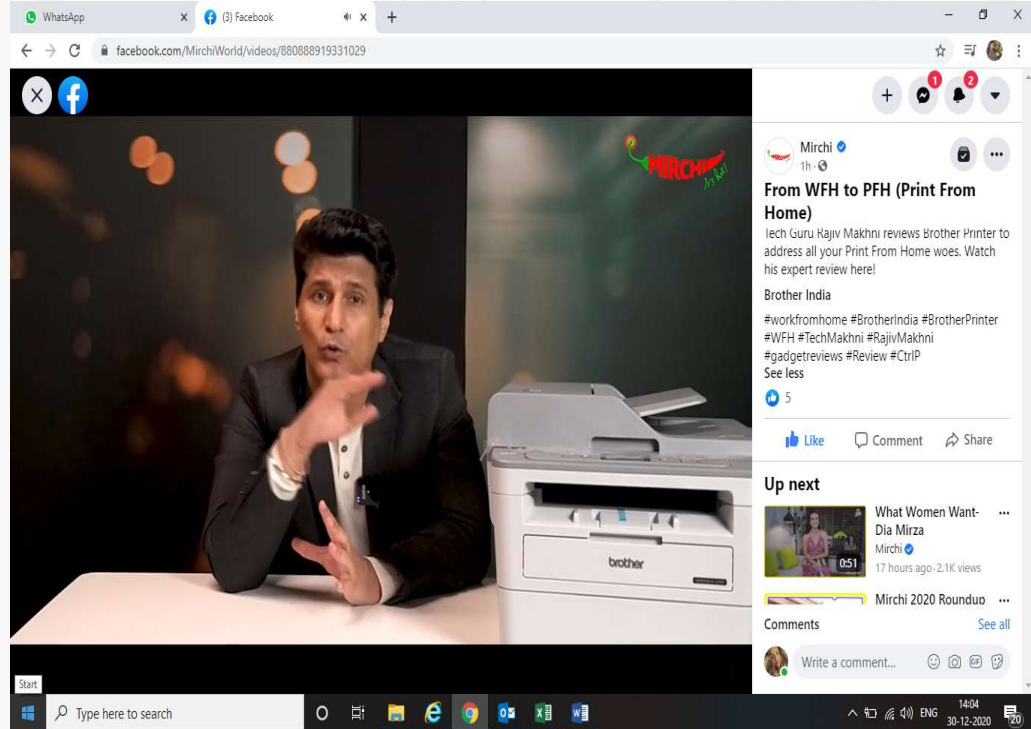 WhatsApp
(3) Facebook
facebook.com/MirchiWorld/videos/880888919331029
MIRCHI
1
2
Mirchi
1h
From WFH to PFH (Print From
Home)
Tech Guru Rajiv Makhni reviews Brother Printer to
address all your Print From Home woes. Watch
his expert review here!
Brother India
#workfromhome #BrotherIndia #BrotherPrinter
#WFH #TechMakhni #RajivMakhni
#gadgetreviews #Review #CtrlP
See less
5
Like Comment Share
Up next
What Women Want-
Dia Mirza
Mirchi
17 hours ago·2.1K views
0:51
Mirchi 2020 Roundup
Comments See all
Write a comment...
GIF
brother
Start
Type here to search
ENG
14:04
30-12-2020
20